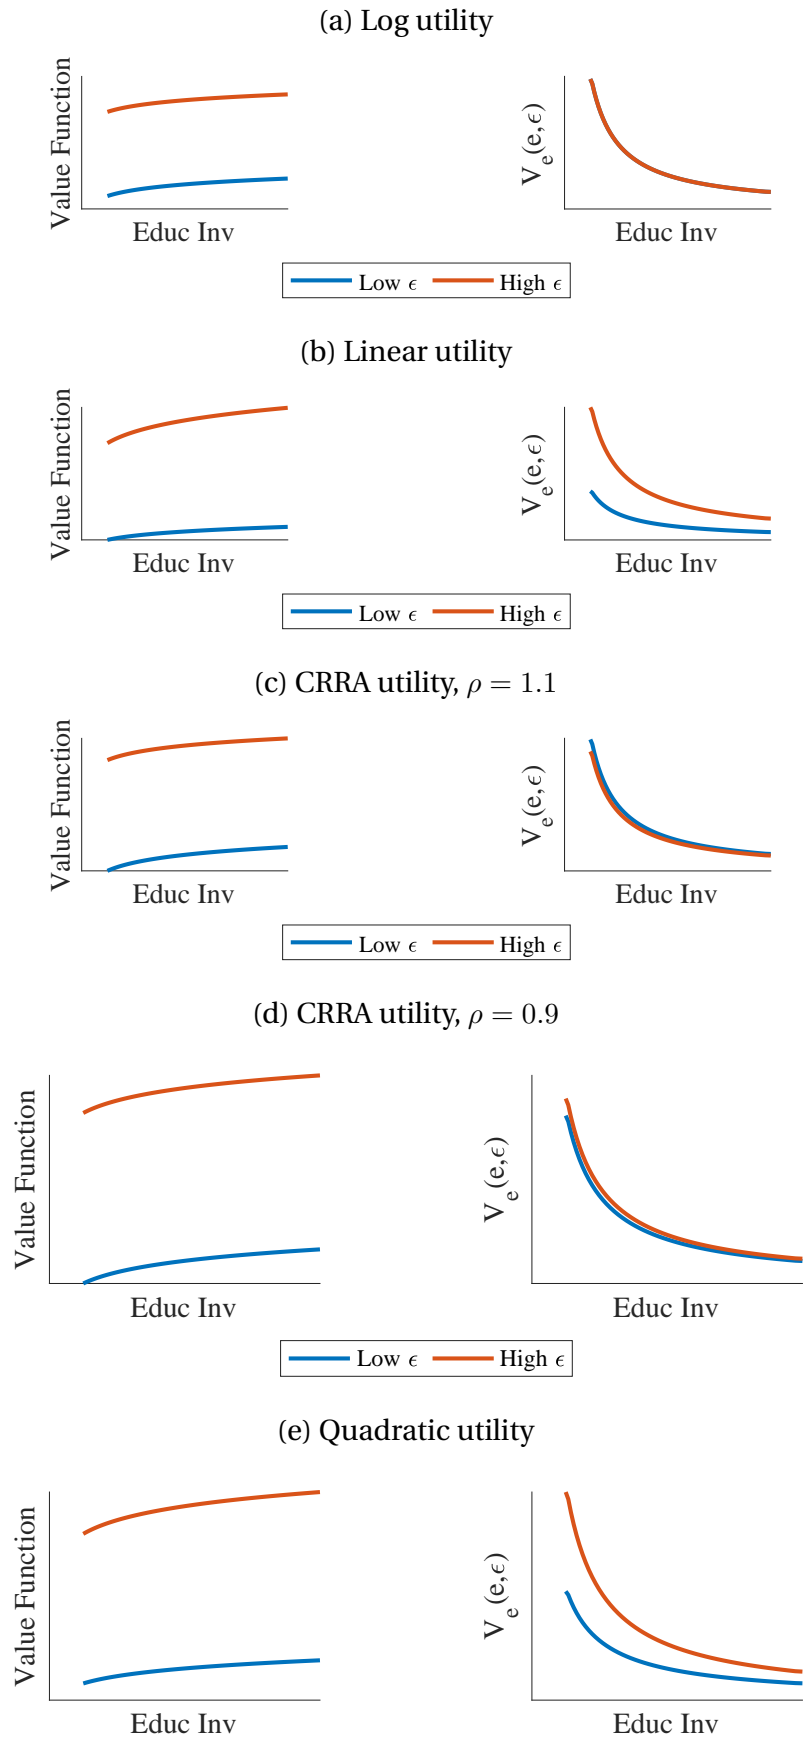 (a) Log utility
Value Function
Educ Inv
V_e(e,ϵ)
Educ Inv
Low ϵ High ϵ
(b) Linear utility
Value Function
Educ Inv
V_e(e,ϵ)
Educ Inv
Low ϵ High ϵ
(c) CRRA utility, ρ = 1.1
Value Function
Educ Inv
V_e(e,ϵ)
Educ Inv
Low ϵ High ϵ
(d) CRRA utility, ρ = 0.9
Value Function
Educ Inv
V_e(e,ϵ)
Educ Inv
Low ϵ High ϵ
(e) Quadratic utility
Value Function
Educ Inv
V_e(e,ϵ)
Educ Inv